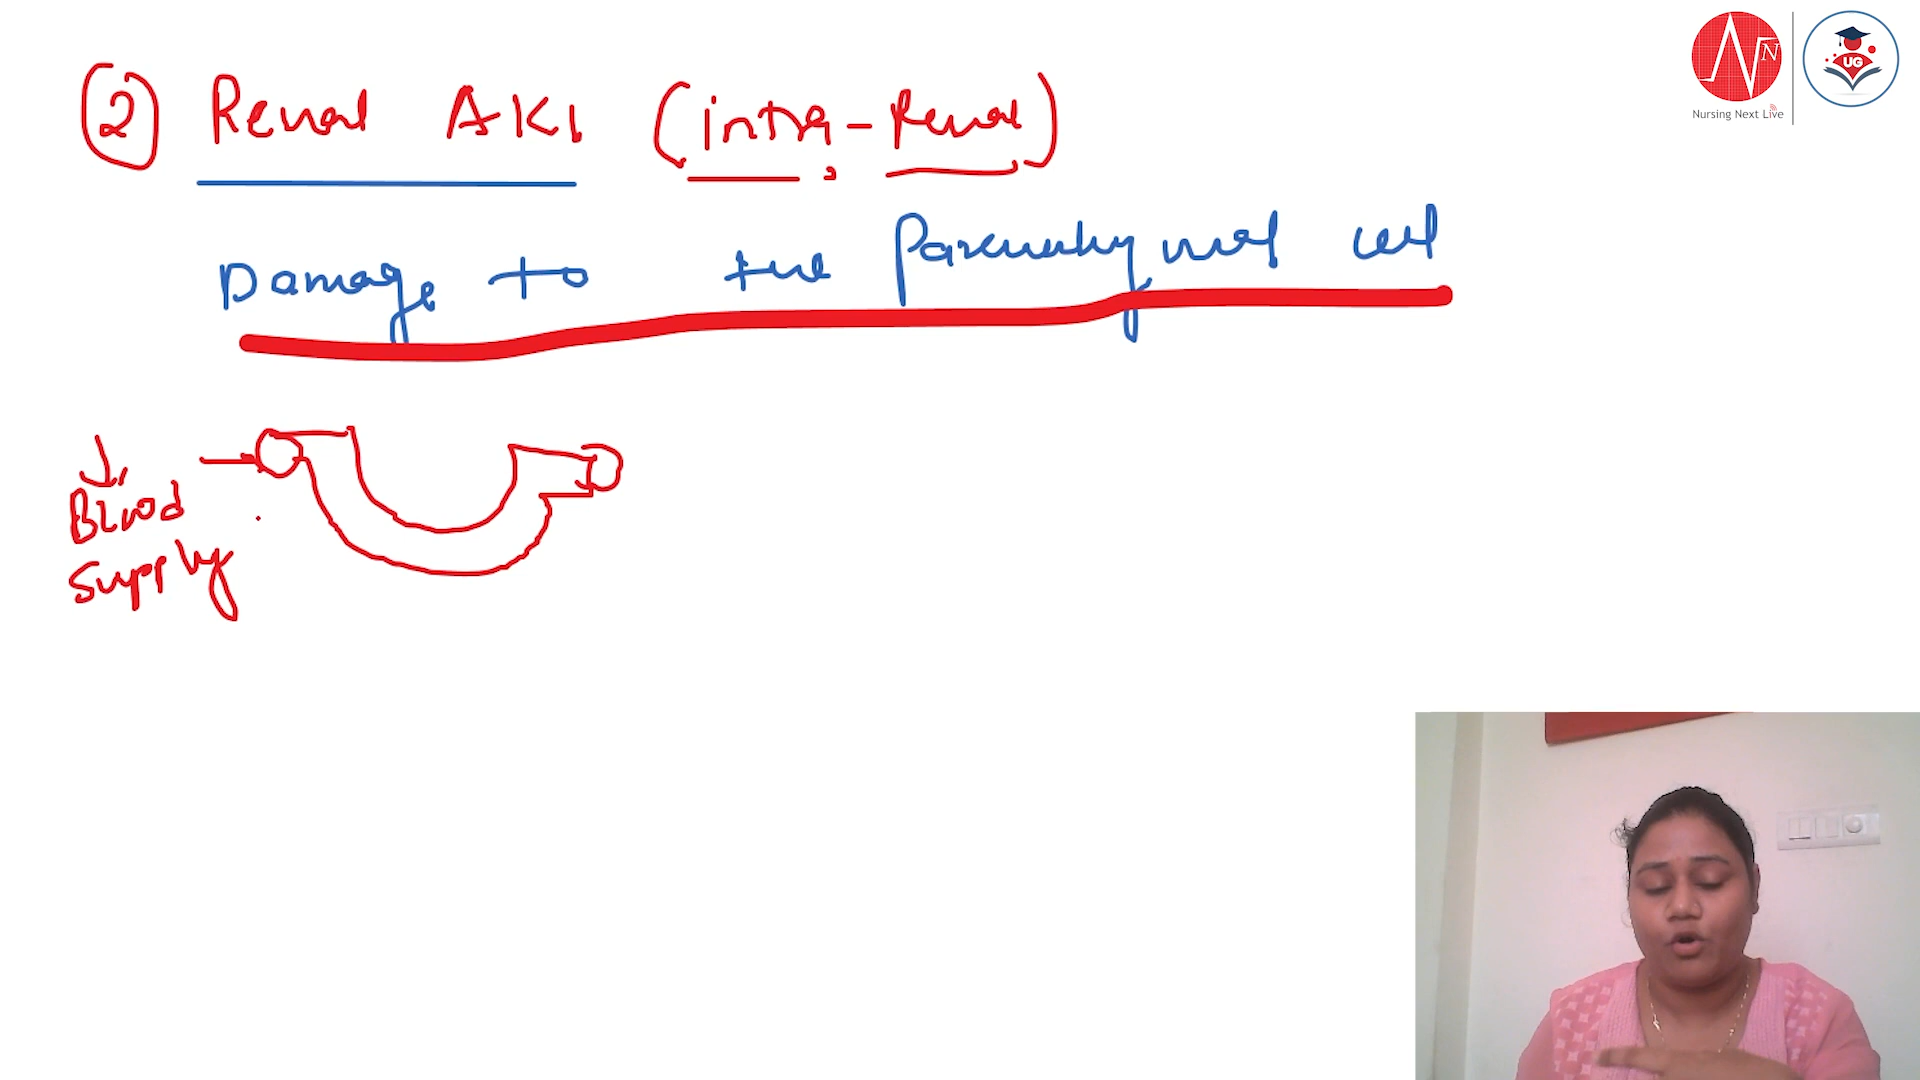 ② Renal AKI (intra-Renal)
Damage to the Parenchymal cell
↓ Blood
supply
Nursing Next Live
UG
N